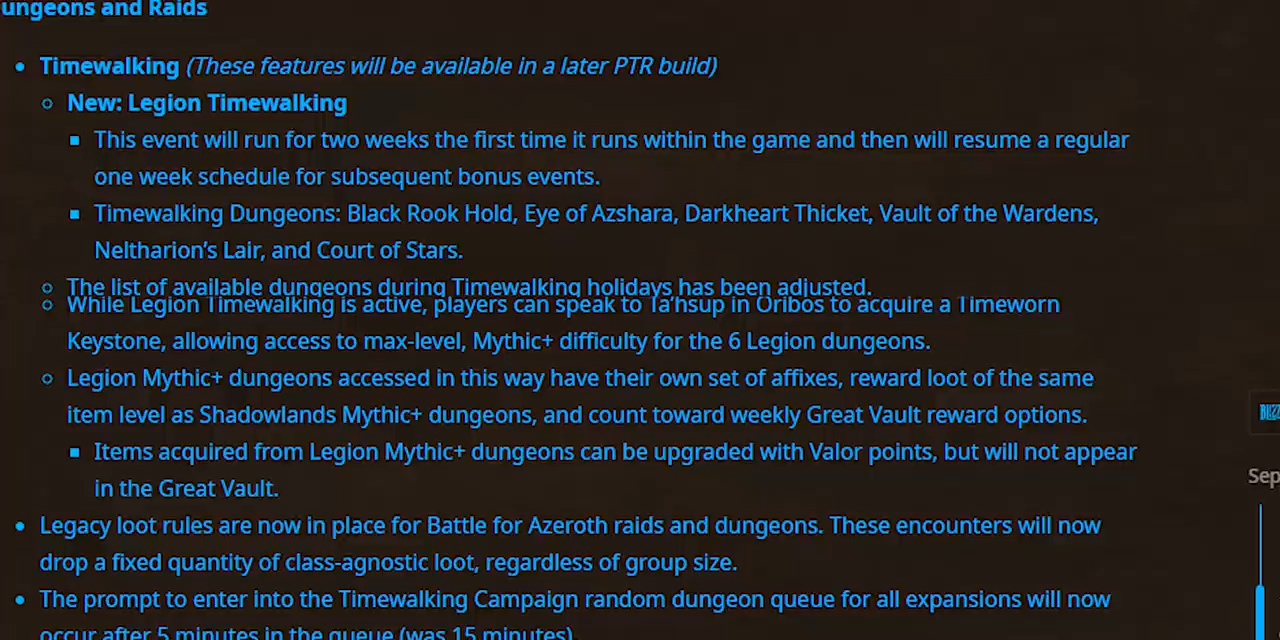 ungeons and Raids
• Timewalking (These features will be available in a later PTR build)
○ New: Legion Timewalking
▪ This event will run for two weeks the first time it runs within the game and then will resume a regular
one week schedule for subsequent bonus events.
▪ Timewalking Dungeons: Black Rook Hold, Eye of Azshara, Darkheart Thicket, Vault of the Wardens,
Neltharion’s Lair, and Court of Stars.
○ The list of available dungeons during Timewalking holidays has been adjusted.
○ While Legion Timewalking is active, players can speak to Ta'hsup in Oribos to acquire a Timeworn
Keystone, allowing access to max-level, Mythic+ difficulty for the 6 Legion dungeons.
○ Legion Mythic+ dungeons accessed in this way have their own set of affixes, reward loot of the same
item level as Shadowlands Mythic+ dungeons, and count toward weekly Great Vault reward options.
▪ Items acquired from Legion Mythic+ dungeons can be upgraded with Valor points, but will not appear
in the Great Vault.
• Legacy loot rules are now in place for Battle for Azeroth raids and dungeons. These encounters will now
drop a fixed quantity of class-agnostic loot, regardless of group size.
• The prompt to enter into the Timewalking Campaign random dungeon queue for all expansions will now
occur after 5 minutes in the queue (was 15 minutes).
Sep